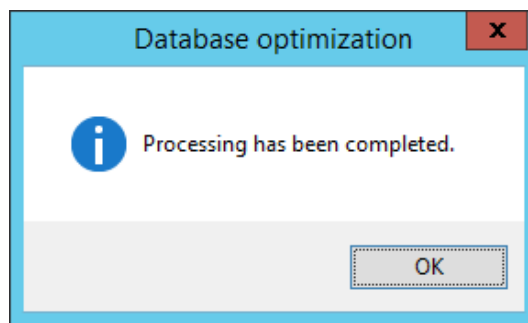 Database optimization
x
Processing has been completed.
OK